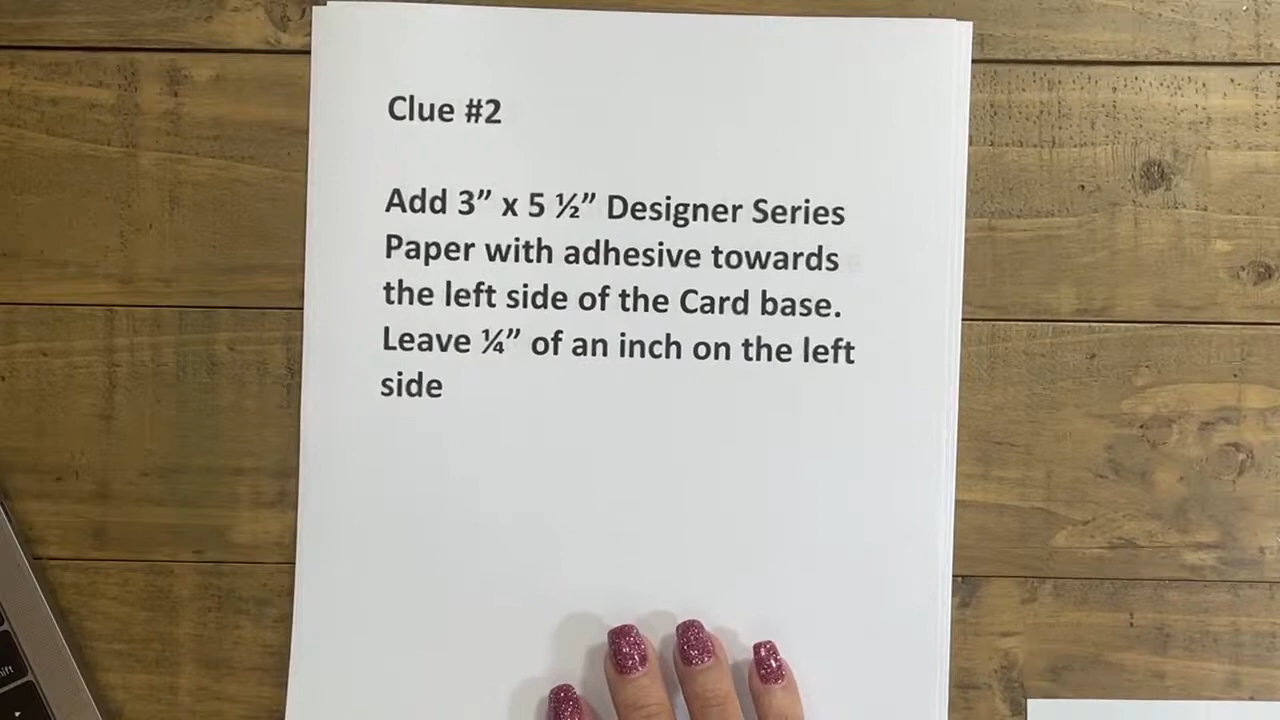 Clue #2
Add 3” x 5 ½” Designer Series
Paper with adhesive towards
the left side of the Card base.
Leave ¼” of an inch on the left
side